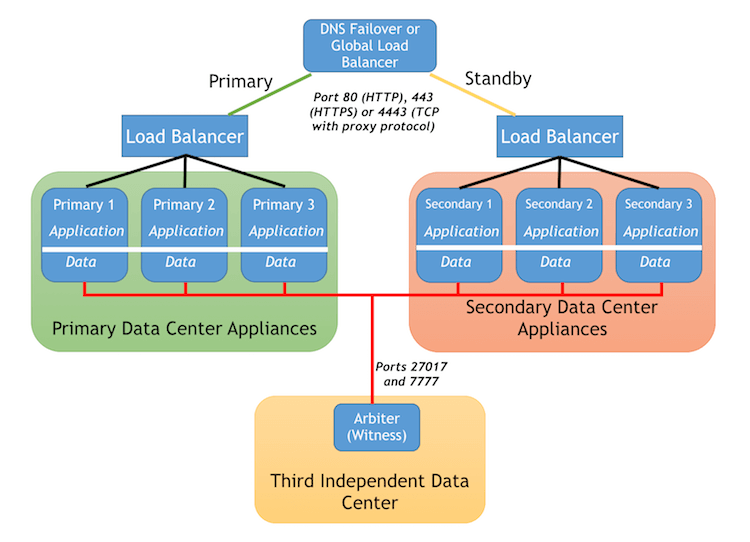 DNS Failover or
Global Load
Balancer
Primary
Standby
Port 80 (HTTP), 443
(HTTPS) or 4443 (TCP
with proxy protocol)
Load Balancer
Load Balancer
Primary 1
Application
Data
Primary 2
Application
Data
Primary 3
Application
Data
Secondary 1
Application
Data
Secondary 2
Application
Data
Secondary 3
Application
Data
Primary Data Center Appliances
Secondary Data Center
Appliances
Ports 27017
and 7777
Arbiter
(Witness)
Third Independent Data
Center